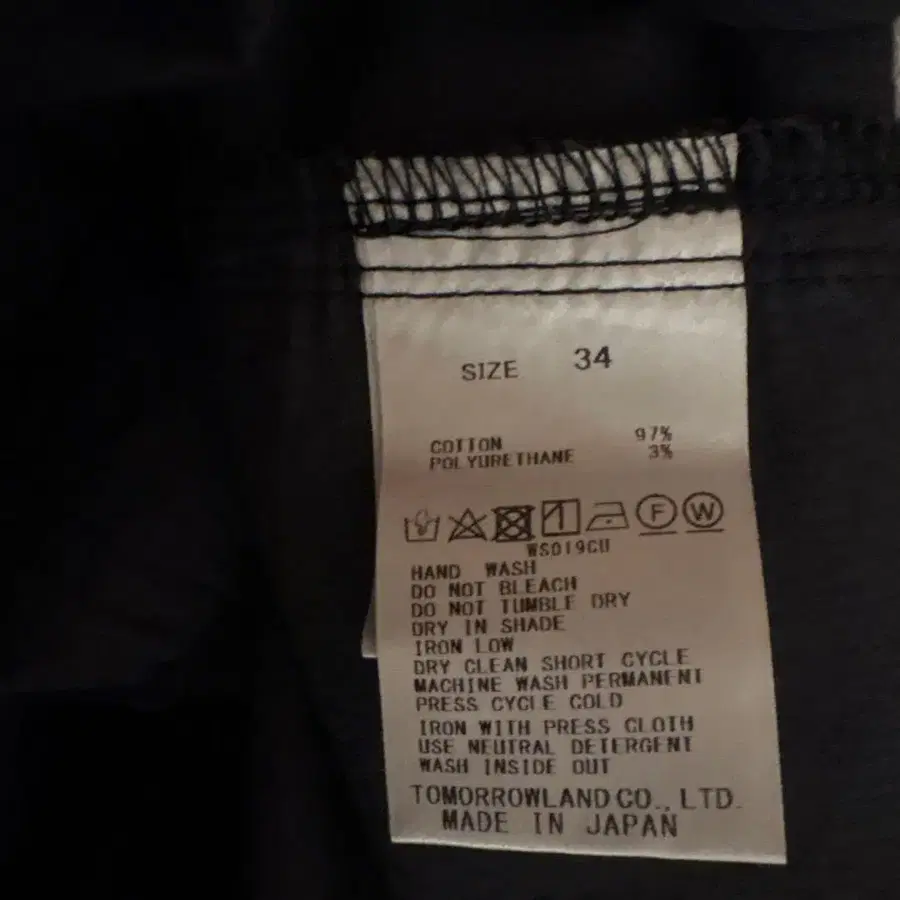 SIZE 34
COTTON 97%
POLYURETHANE 3%
F W
WS019CU
HAND WASH
DO NOT BLEACH
DO NOT TUMBLE DRY
DRY IN SHADE
IRON LOW
DRY CLEAN SHORT CYCLE
MACHINE WASH PERMANENT
PRESS CYCLE COLD
IRON WITH PRESS CLOTH
USE NEUTRAL DETERGENT
WASH INSIDE OUT
TOMORROWLAND CO., LTD.
MADE IN JAPAN